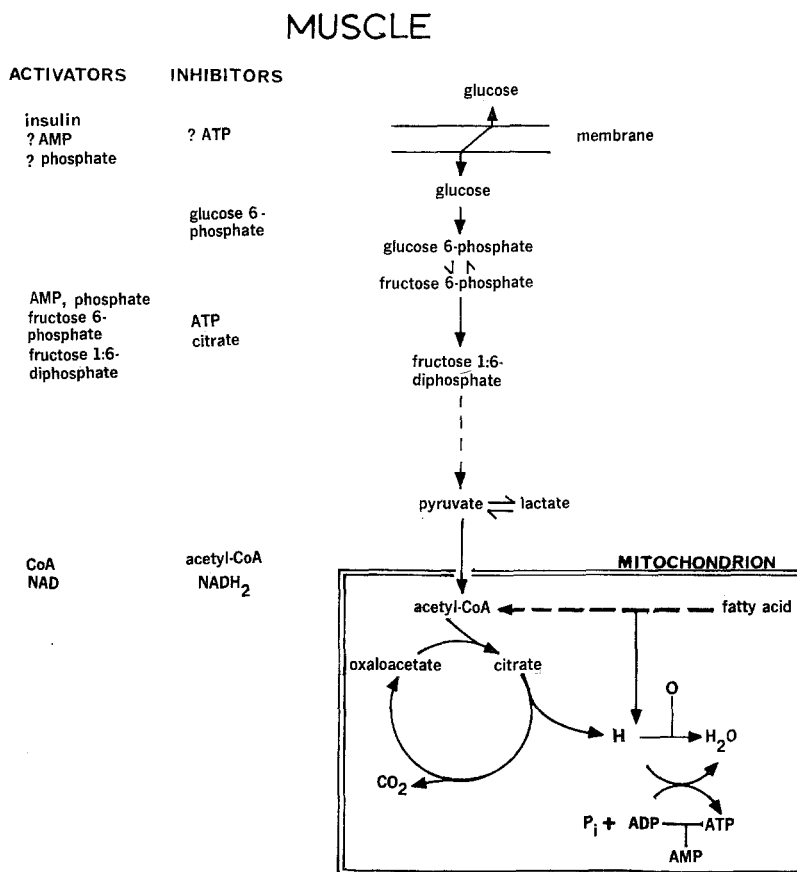 MUSCLE
ACTIVATORS INHIBITORS
glucose
insulin
? AMP
? phosphate
? ATP
membrane
glucose
glucose 6-
phosphate
glucose 6-phosphate
fructose 6-phosphate
AMP, phosphate
fructose 6-
phosphate
fructose 1:6-
diphosphate
ATP
citrate
fructose 1:6-
diphosphate
pyruvate lactate
CoA
NAD
acetyl-CoA
NADH2
MITOCHONDRION
acetyl-CoA fatty acid
oxaloacetate citrate
O
H H2O
CO2
Pi + ADP ATP
AMP